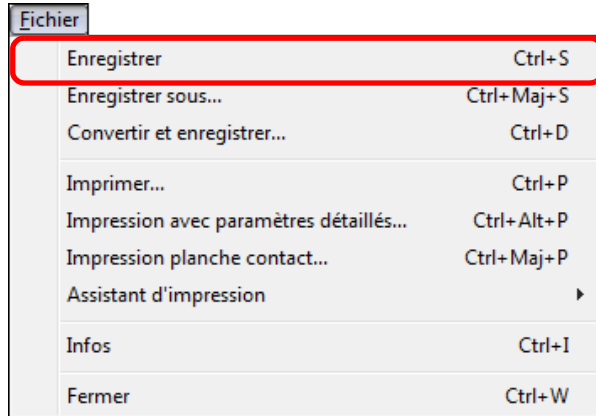 Fichier
Enregistrer Ctrl+S
Enregistrer sous... Ctrl+Maj+S
Convertir et enregistrer... Ctrl+D
Imprimer... Ctrl+P
Impression avec paramètres détaillés... Ctrl+Alt+P
Impression planche contact... Ctrl+Maj+P
Assistant d'impression
Infos Ctrl+I
Fermer Ctrl+W